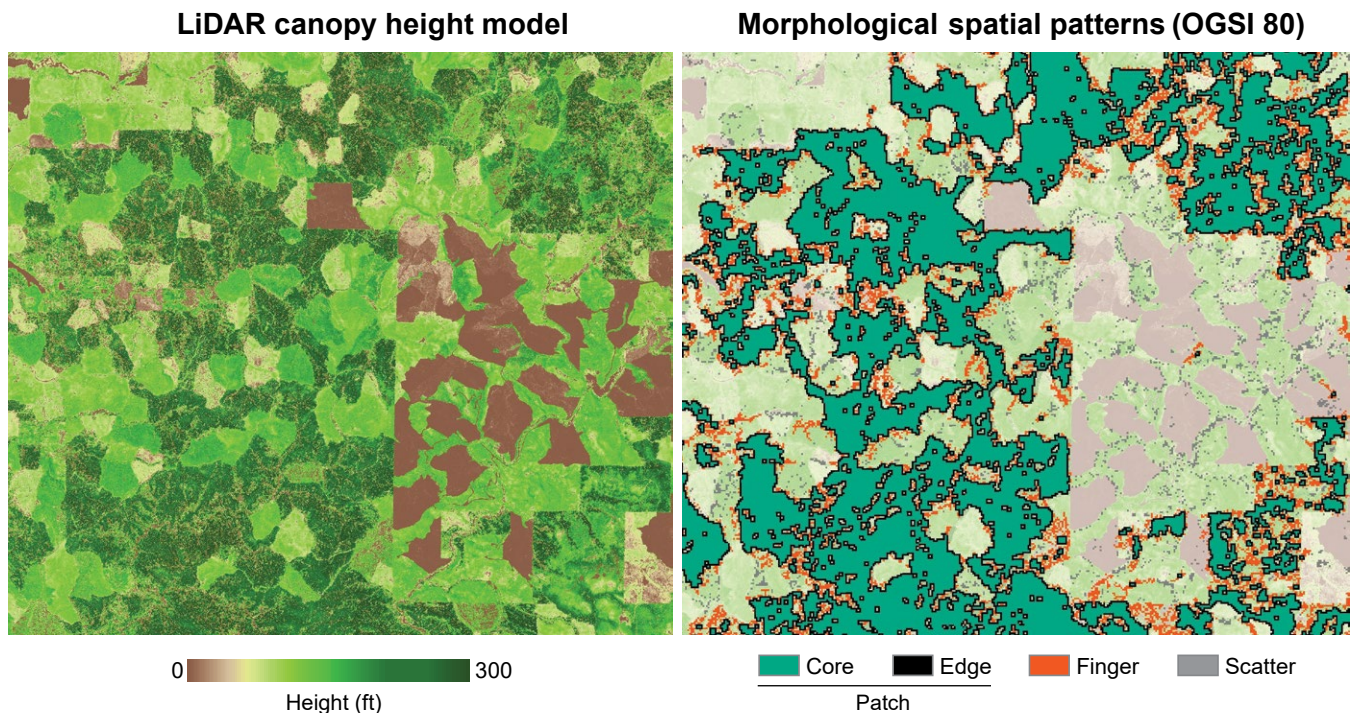 LiDAR canopy height model
Morphological spatial patterns (OGSI 80)
0
300
Height (ft)
Core
Edge
Finger
Scatter
Patch